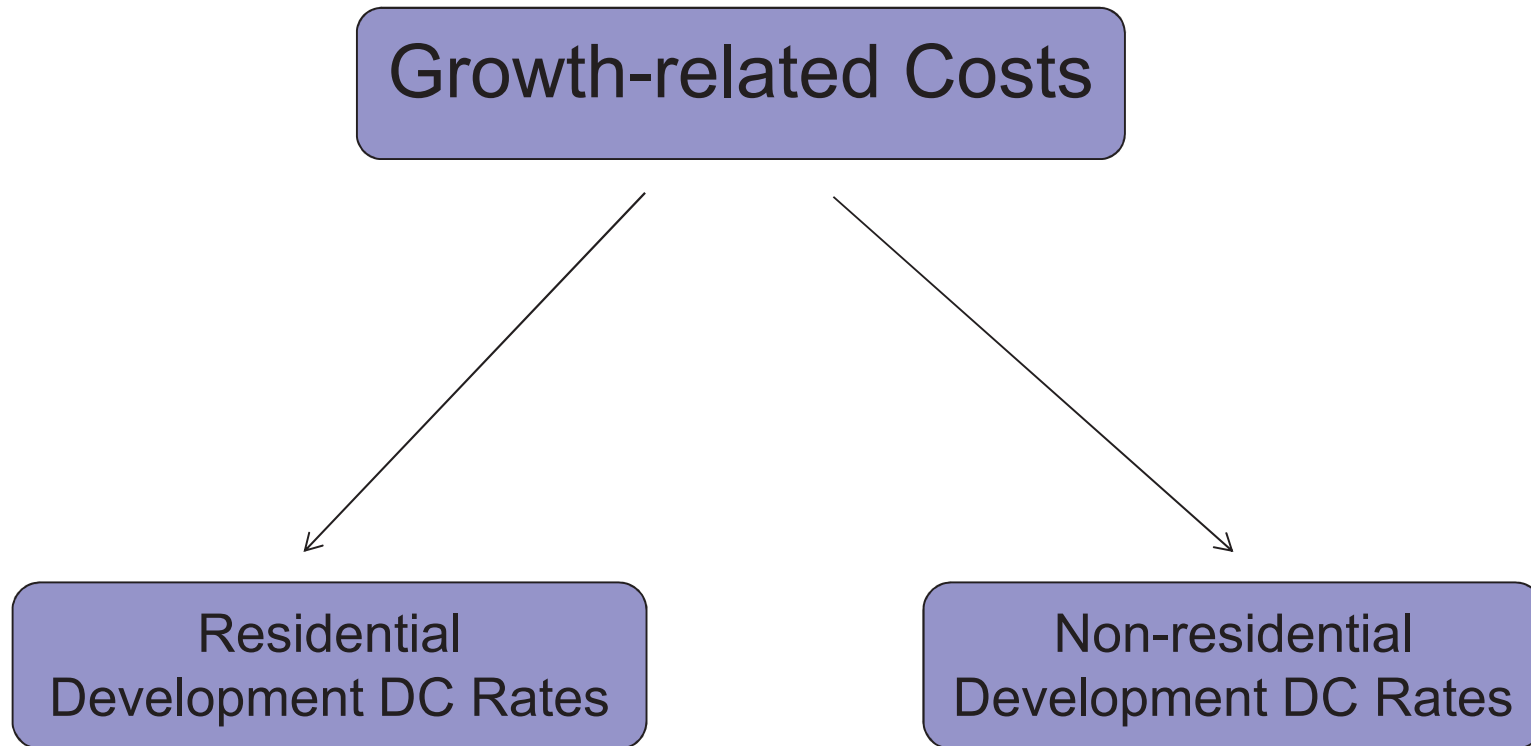 Growth-related Costs
Residential
Development DC Rates
Non-residential
Development DC Rates